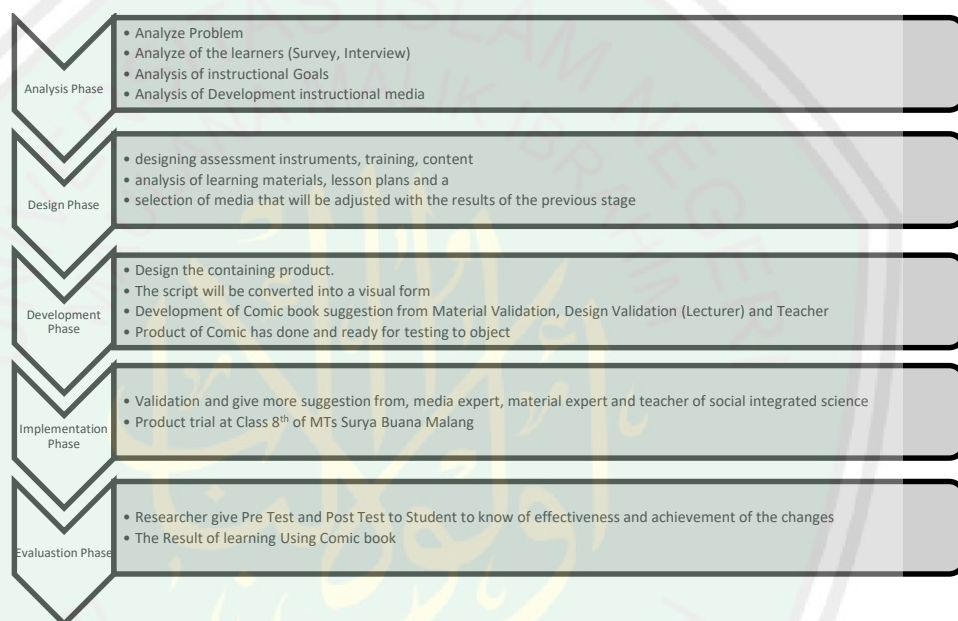 Analysis Phase
• Analyze Problem
• Analyze of the learners (Survey, Interview)
• Analysis of instructional Goals
• Analysis of Development instructional media
Design Phase
• designing assessment instruments, training, content
• analysis of learning materials, lesson plans and a
• selection of media that will be adjusted with the results of the previous stage
Development
Phase
• Design the containing product.
• The script will be converted into a visual form
• Development of Comic book suggestion from Material Validation, Design Validation (Lecturer) and Teacher
• Product of Comic has done and ready for testing to object
Implementation
Phase
• Validation and give more suggestion from, media expert, material expert and teacher of social integrated science
• Product trial at Class 8th of MTs Surya Buana Malang
Evaluastion Phase
• Researcher give Pre Test and Post Test to Student to know of effectiveness and achievement of the changes
• The Result of learning Using Comic book